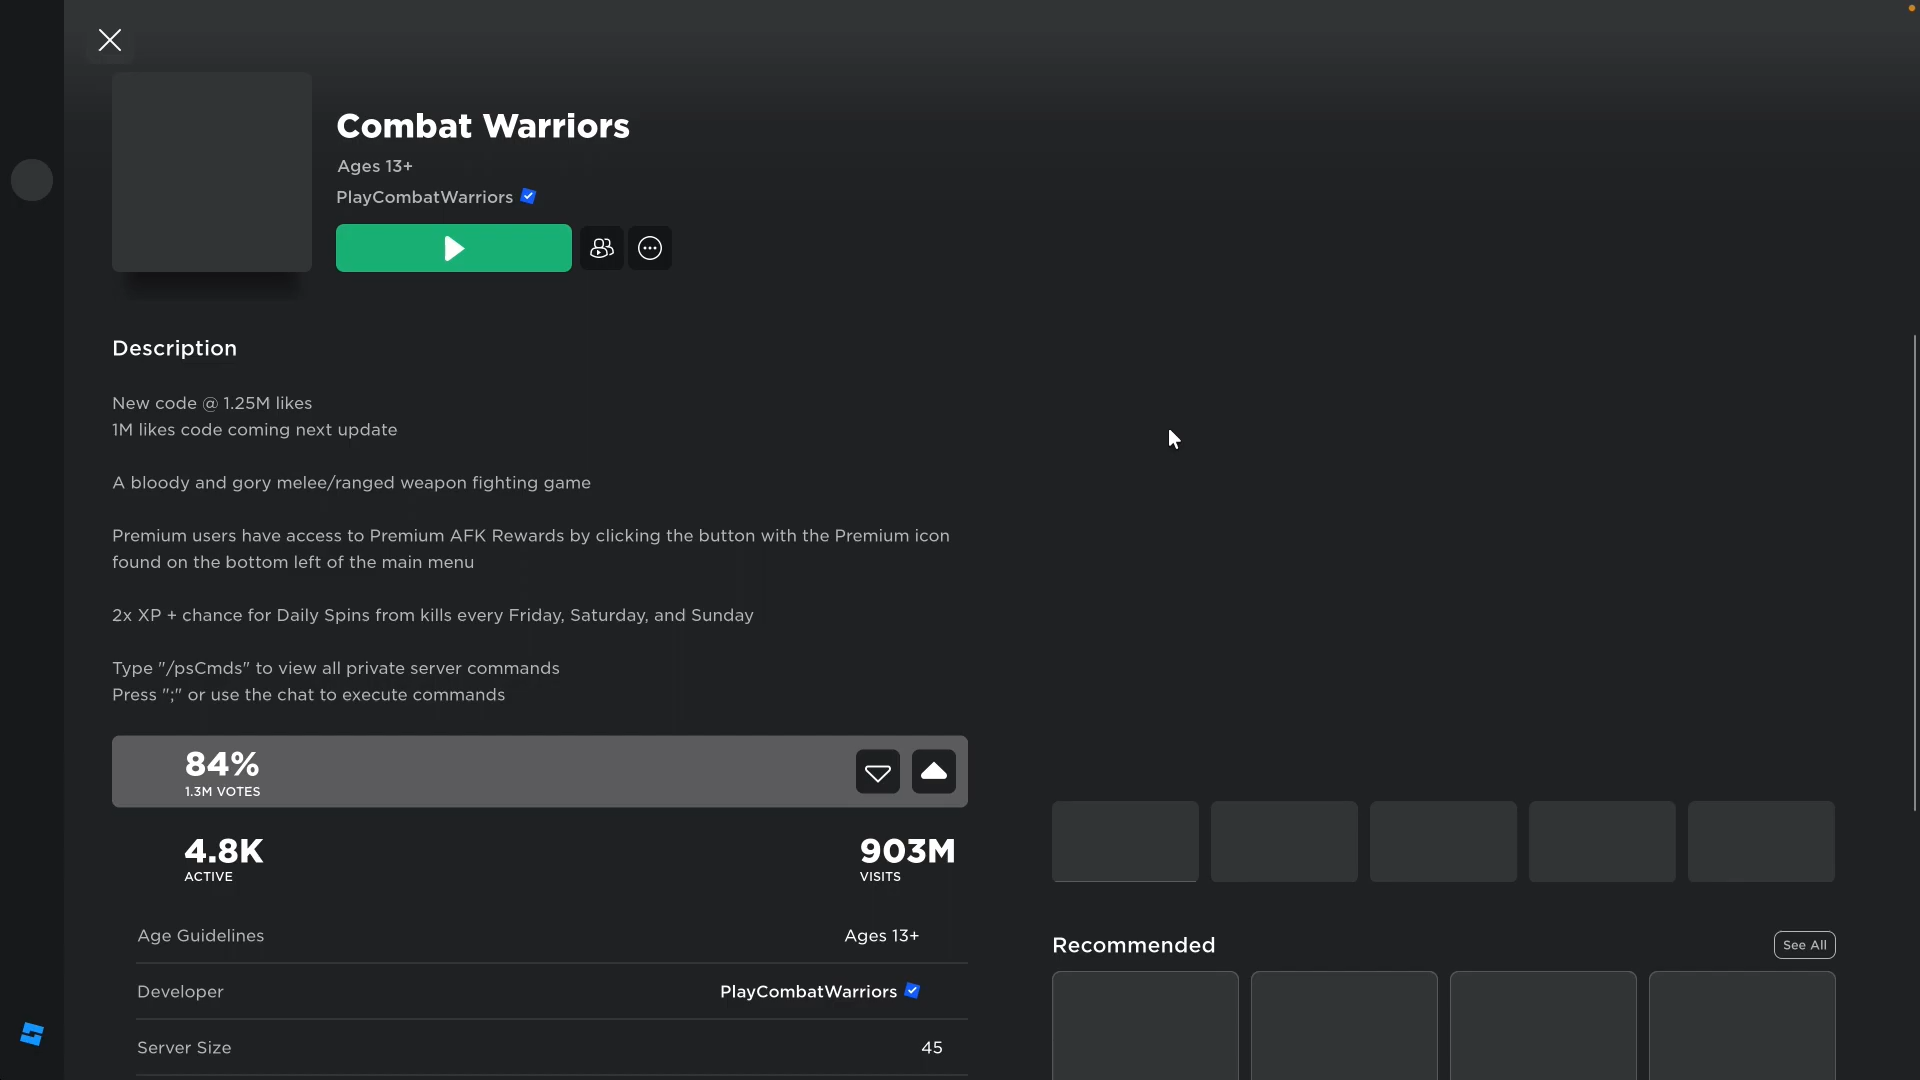 Combat Warriors
Ages 13+
PlayCombatWarriors
Description
New code @ 1.25M likes
1M likes code coming next update
A bloody and gory melee/ranged weapon fighting game
Premium users have access to Premium AFK Rewards by clicking the button with the Premium icon
found on the bottom left of the main menu
2x XP + chance for Daily Spins from kills every Friday, Saturday, and Sunday
Type "/psCmds" to view all private server commands
Press ";" or use the chat to execute commands
84%
1.3M VOTES
4.8K
ACTIVE
903M
VISITS
Age Guidelines
Ages 13+
Developer
PlayCombatWarriors
Server Size
45
Recommended
See All